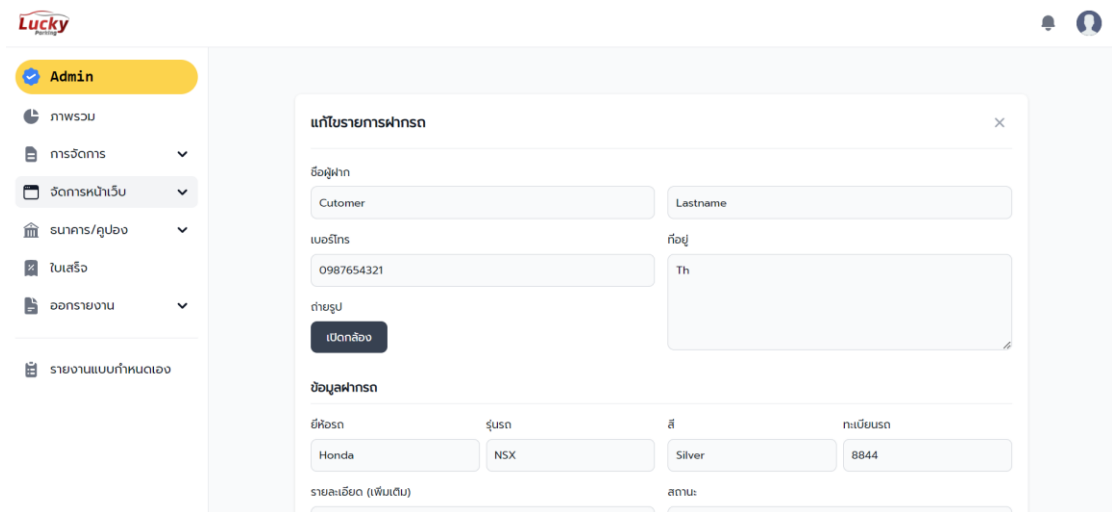 Lucky
Parking
Admin
ภาพรวม
การจัดการ
จัดการหน้าเว็บ
ธนาคาร/คูปอง
ใบเสร็จ
ออกรายงาน
รายงานแบบกำหนดเอง
แก้ไขรายการฝากรถ
ชื่อผู้ฝาก
Cutomer Lastname
เบอร์โทร ที่อยู่
0987654321 Th
ถ่ายรูป
เปิดกล้อง
ข้อมูลฝากรถ
ยี่ห้อรถ รุ่นรถ สี ทะเบียนรถ
Honda NSX Silver 8844
รายละเอียด (เพิ่มเติม) สถานะ